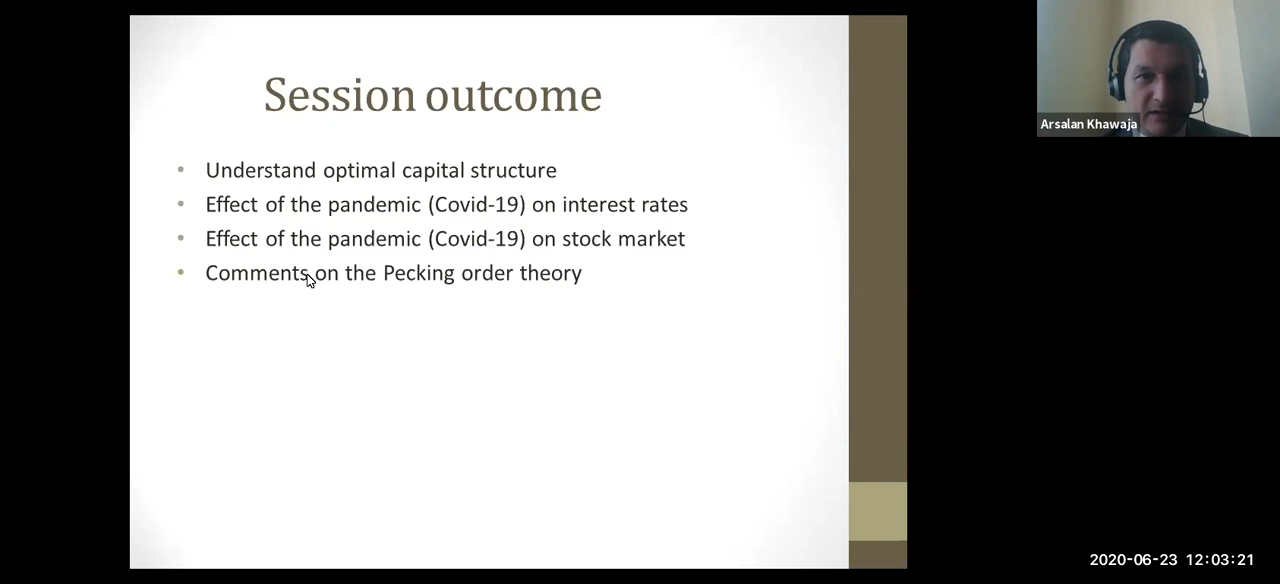 Session outcome
Understand optimal capital structure
Effect of the pandemic (Covid-19) on interest rates
Effect of the pandemic (Covid-19) on stock market
Comments on the Pecking order theory
Arsalan Khawaja
2020-06-23 12:03:21